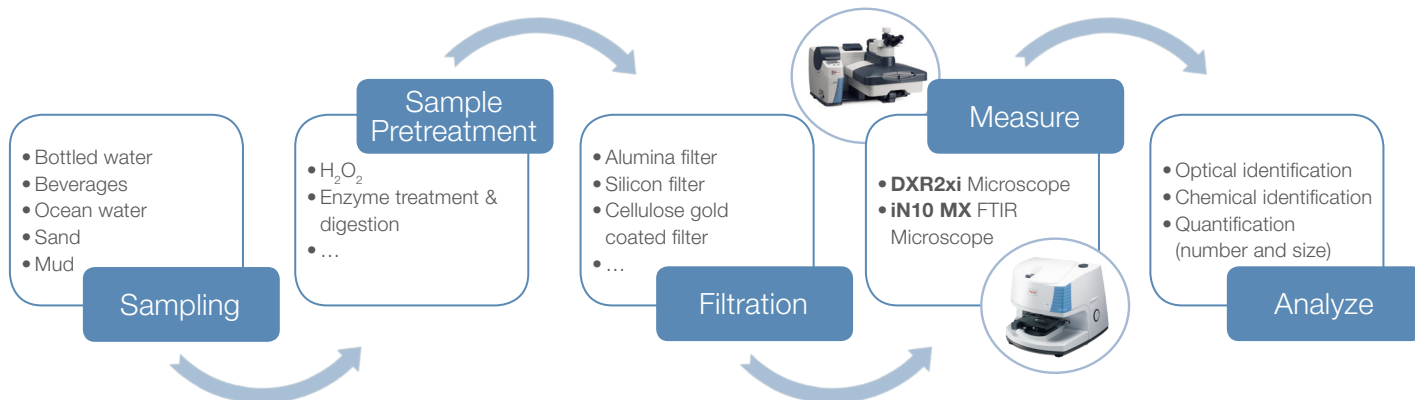 • Bottled water
• Beverages
• Ocean water
• Sand
• Mud
Sampling
Sample
Pretreatment
• H₂O₂
• Enzyme treatment &
digestion
• …
• Alumina filter
• Silicon filter
• Cellulose gold
coated filter
• …
Filtration
Measure
• DXR2xi Microscope
• iN10 MX FTIR
Microscope
• Optical identification
• Chemical identification
• Quantification
(number and size)
Analyze